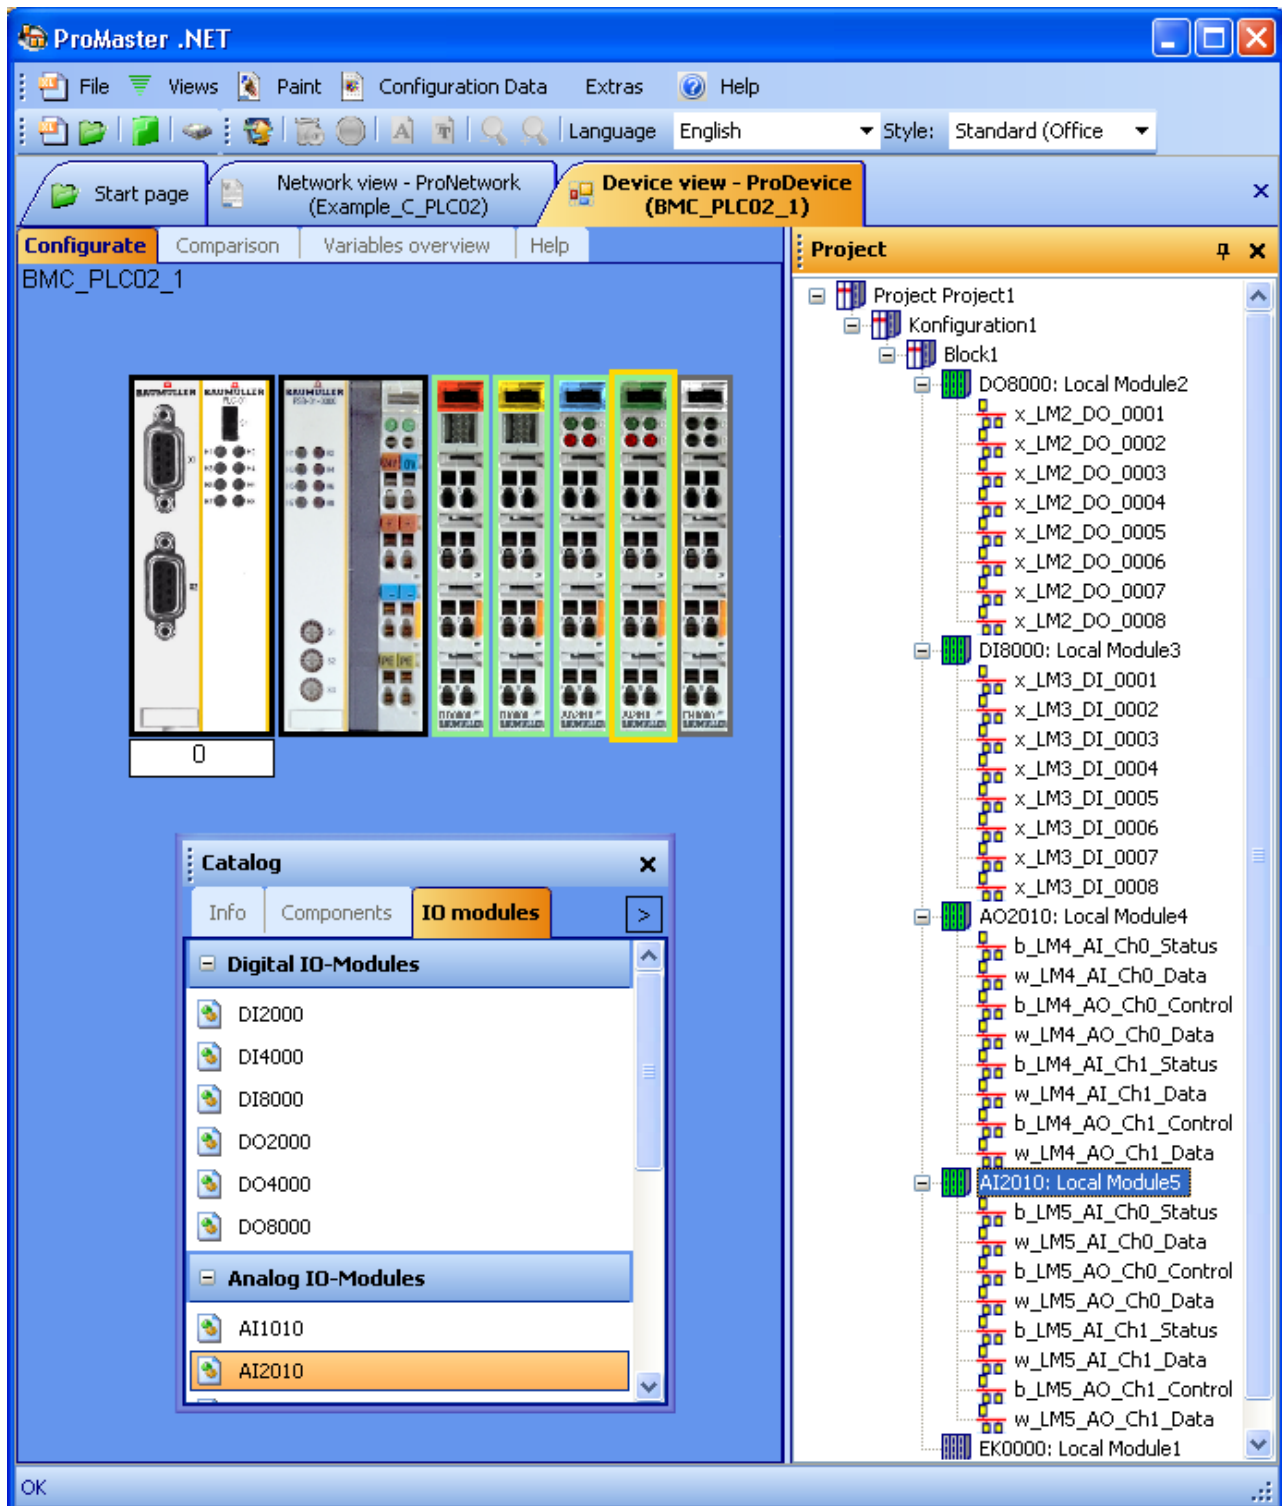 ProMaster .NET
File Views Paint Configuration Data Extras Help
Language English Style: Standard (Office
Start page
Network view - ProNetwork
(Example_C_PLC02)
Device view - ProDevice
(BMC_PLC02_1)
Configurate Comparison Variables overview Help
BMC_PLC02_1
BAUMÜLLER BAUMÜLLER BAUMÜLLER
0
Catalog
Info Components IO modules >
Digital IO-Modules
DI2000
DI4000
DI8000
DO2000
DO4000
DO8000
Analog IO-Modules
AI1010
AI2010
Project
Project Project1
Konfiguration1
Block1
DO8000: Local Module2
x_LM2_DO_0001
x_LM2_DO_0002
x_LM2_DO_0003
x_LM2_DO_0004
x_LM2_DO_0005
x_LM2_DO_0006
x_LM2_DO_0007
x_LM2_DO_0008
DI8000: Local Module3
x_LM3_DI_0001
x_LM3_DI_0002
x_LM3_DI_0003
x_LM3_DI_0004
x_LM3_DI_0005
x_LM3_DI_0006
x_LM3_DI_0007
x_LM3_DI_0008
AO2010: Local Module4
b_LM4_AI_Ch0_Status
w_LM4_AI_Ch0_Data
b_LM4_AO_Ch0_Control
w_LM4_AO_Ch0_Data
b_LM4_AI_Ch1_Status
w_LM4_AI_Ch1_Data
b_LM4_AO_Ch1_Control
w_LM4_AO_Ch1_Data
AI2010: Local Module5
b_LM5_AI_Ch0_Status
w_LM5_AI_Ch0_Data
b_LM5_AO_Ch0_Control
w_LM5_AO_Ch0_Data
b_LM5_AI_Ch1_Status
w_LM5_AI_Ch1_Data
b_LM5_AO_Ch1_Control
w_LM5_AO_Ch1_Data
EK0000: Local Module1
OK